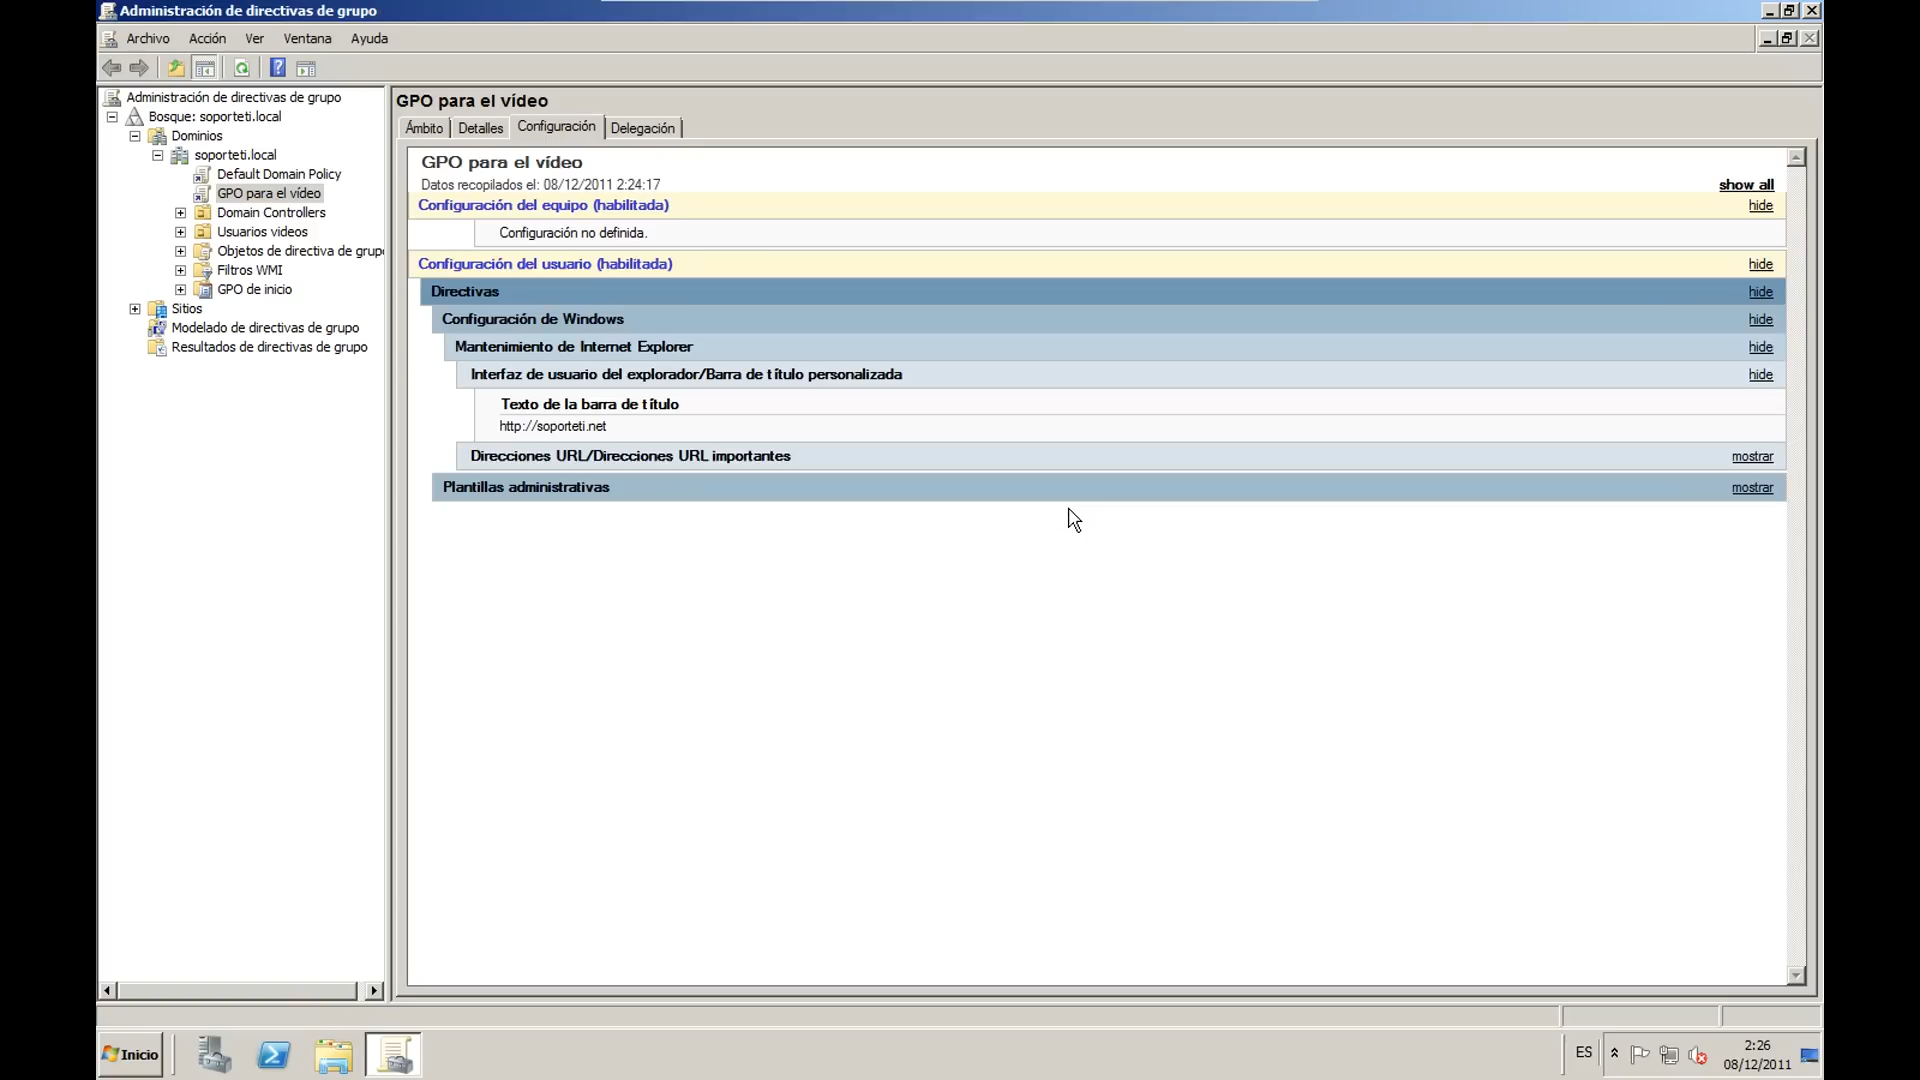 Administración de directivas de grupo
Archivo Acción Ver Ventana Ayuda
Administración de directivas de grupo
Bosque: soporteti.local
Dominios
soporteti.local
Default Domain Policy
GPO para el vídeo
Domain Controllers
Usuarios videos
Objetos de directiva de grupo
Filtros WMI
GPO de inicio
Sitios
Modelado de directivas de grupo
Resultados de directivas de grupo
GPO para el vídeo
Ámbito Detalles Configuración Delegación
GPO para el vídeo
Datos recopilados el: 08/12/2011 2:24:17 show all
Configuración del equipo (habilitada) hide
Configuración no definida.
Configuración del usuario (habilitada) hide
Directivas hide
Configuración de Windows hide
Mantenimiento de Internet Explorer hide
Interfaz de usuario del explorador/Barra de título personalizada hide
Texto de la barra de título
http://soporteti.net
Direcciones URL/Direcciones URL importantes mostrar
Plantillas administrativas mostrar
Inicio ES 2:26
08/12/2011